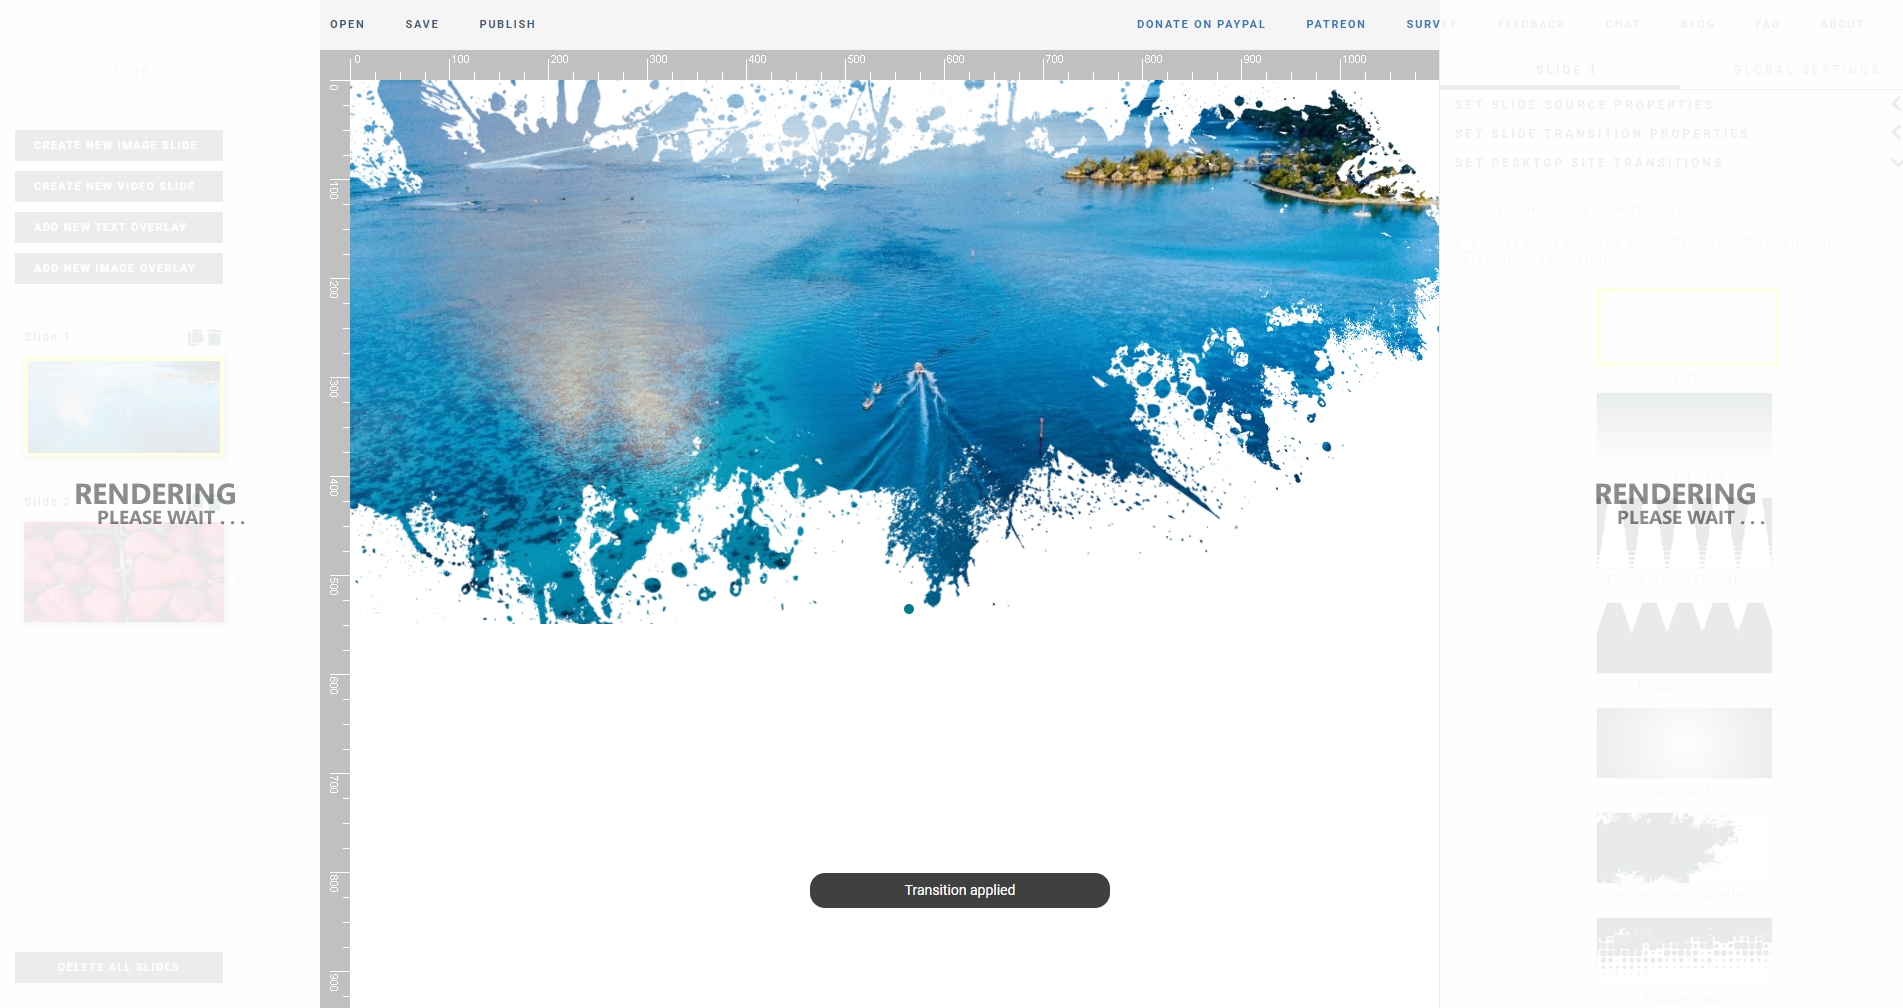 OPEN
SAVE
PUBLISH
DONATE ON PAYPAL
PATREON
SURVEY
FEEDBACK
CHAT
BLOG
FAQ
ABOUT
SLIDES (2)
CREATE NEW IMAGE SLIDE
CREATE NEW VIDEO SLIDE
ADD NEW TEXT OVERLAY
ADD NEW IMAGE OVERLAY
Slide 1
Slide 2
RENDERING
PLEASE WAIT . . .
FILES HERE
DELETE ALL SLIDES
0
100
200
300
400
500
600
700
800
900
1000
0
100
200
300
400
500
600
700
800
900
Transition applied
SLIDE 1
GLOBAL SETTINGS
SET SLIDE SOURCE PROPERTIES
SET SLIDE TRANSITION PROPERTIES
SET DESKTOP SITE TRANSITIONS
CLICK TO CHOOSE DESTOP TRANSITION
APPLY SAME DESKTOP TRANSITION TO EVERY SLIDE WHEN
SELECTING TRANSITION
Crossfade
RENDERING
PLEASE WAIT . . .
Flying Wedge Formation
Dagger Wedge
Spotlight
Random Paint Splatters